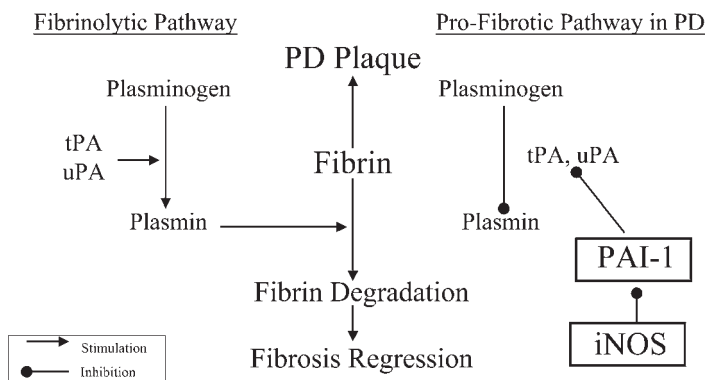 Fibrinolytic Pathway
Pro-Fibrotic Pathway in PD
PD Plaque
Plasminogen
Plasminogen
tPA
uPA
Fibrin
tPA, uPA
Plasmin
Plasmin
PAI-1
Fibrin Degradation
iNOS
Fibrosis Regression
Stimulation
Inhibition